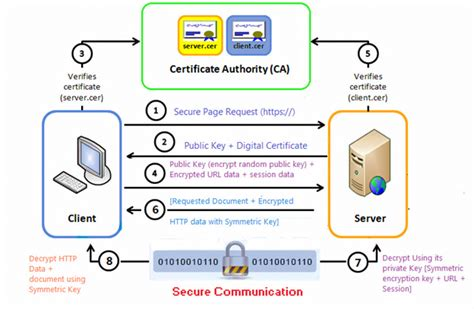 server.cer
client.cer
Certificate Authority (CA)
3
5
Verifies
certificate
(server.cer)
Verifies
certificate
(client.cer)
1
Secure Page Request (https://)
2
Public Key + Digital Certificate
4
Public Key (encrypt random public key) +
Encrypted URL data + session data
6
[Requested Document + Encrypted
HTTP data with Symmetric Key]
Client
Server
Decrypt HTTP
Data +
document using
Symmetric Key
8
01010010110
01010010110
7
Decrypt Using its
private Key [Symmetric
encryption key + URL +
Session]
Secure Communication